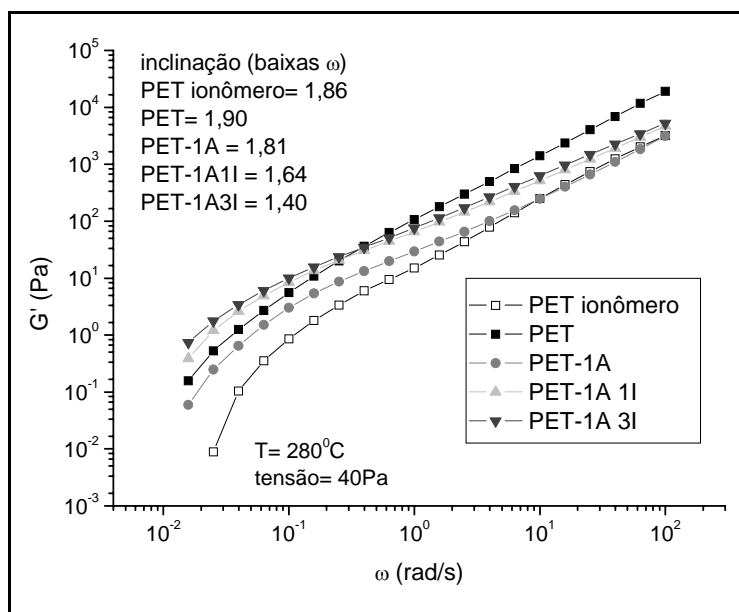 inclinação (baixas ω)
PET ionômero= 1,86
PET= 1,90
PET-1A = 1,81
PET-1A1I = 1,64
PET-1A3I = 1,40
10⁵
10⁴
10³
10²
10¹
10⁰
10⁻¹
10⁻²
10⁻³
G' (Pa)
PET ionômero
PET
PET-1A
PET-1A 1I
PET-1A 3I
T= 280⁰C
tensão= 40Pa
10⁻² 10⁻¹ 10⁰ 10¹ 10²
ω (rad/s)